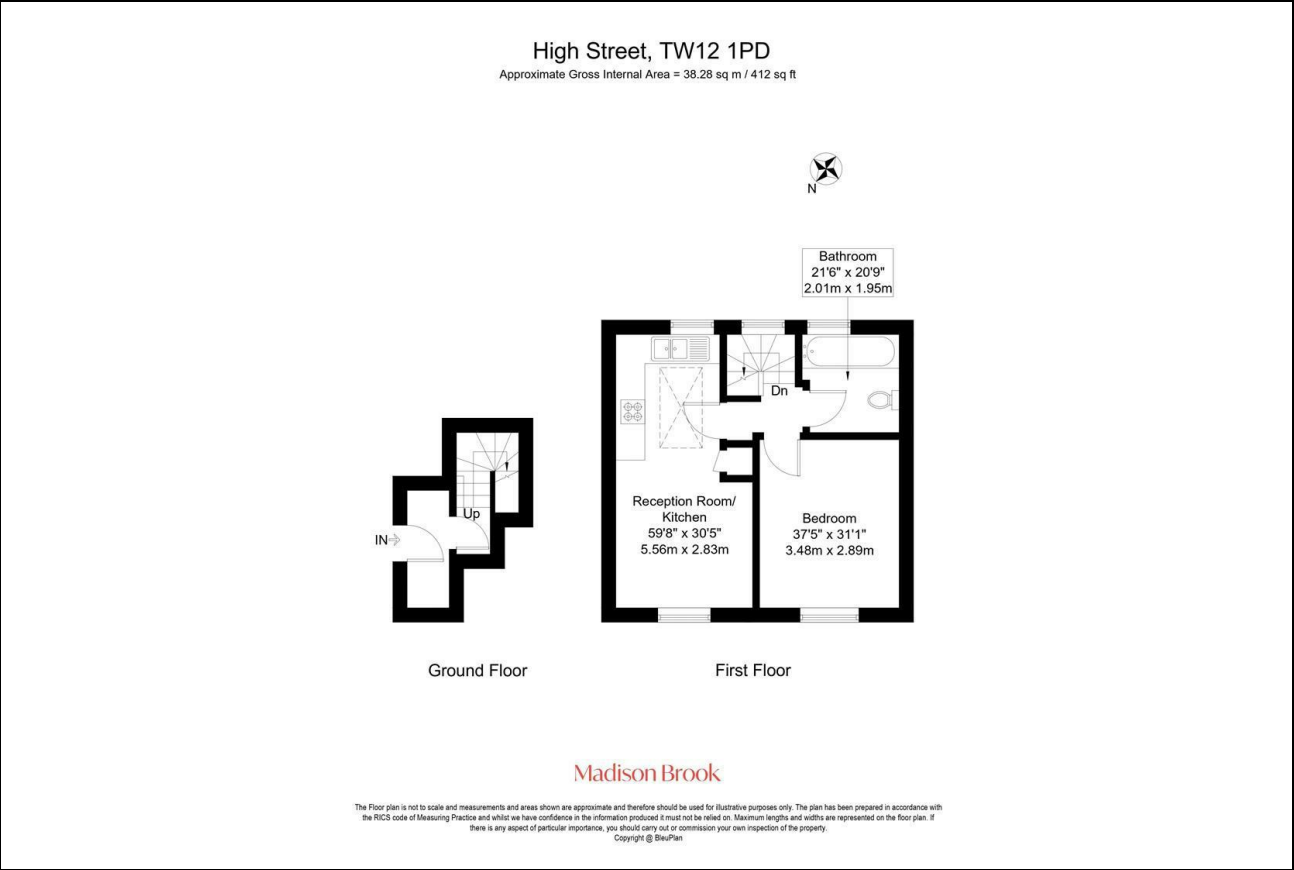 High Street, TW12 1PD
Approximate Gross Internal Area = 38.28 sq m / 412 sq ft
N
Bathroom
21'6" x 20'9"
2.01m x 1.95m
Dn
Up
IN
Reception Room/
Kitchen
59'8" x 30'5"
5.56m x 2.83m
Bedroom
37'5" x 31'1"
3.48m x 2.89m
Ground Floor
First Floor
Madison Brook
The Floor plan is not to scale and measurements and areas shown are approximate and therefore should be used for illustrative purposes only. The plan has been prepared in accordance with
the RICS code of Measuring Practice and whilst we have confidence in the information produced it must not be relied on. Maximum lengths and widths are represented on the floor plan. If
there is any aspect of particular importance, you should carry out or commission your own inspection of the property.
Copyright @ BleuPlan